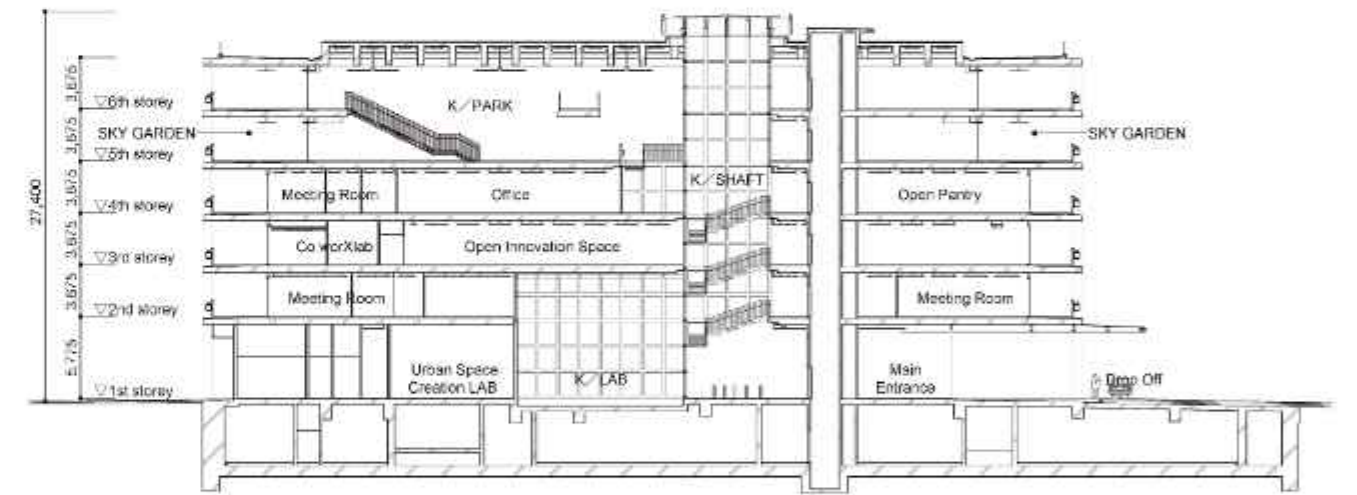 3,675
▽6th storey
K／PARK
3,675
SKY GARDEN
SKY GARDEN
▽5th storey
3,675
Meeting Room
Office
K／SHAFT
Open Pantry
27,400
▽4th storey
3,675
Co worXlab
Open Innovation Space
▽3rd storey
3,675
Meeting Room
Meeting Room
▽2nd storey
5,775
Urban Space
Creation LAB
K／LAB
Main
Entrance
Drop Off
▽1st storey